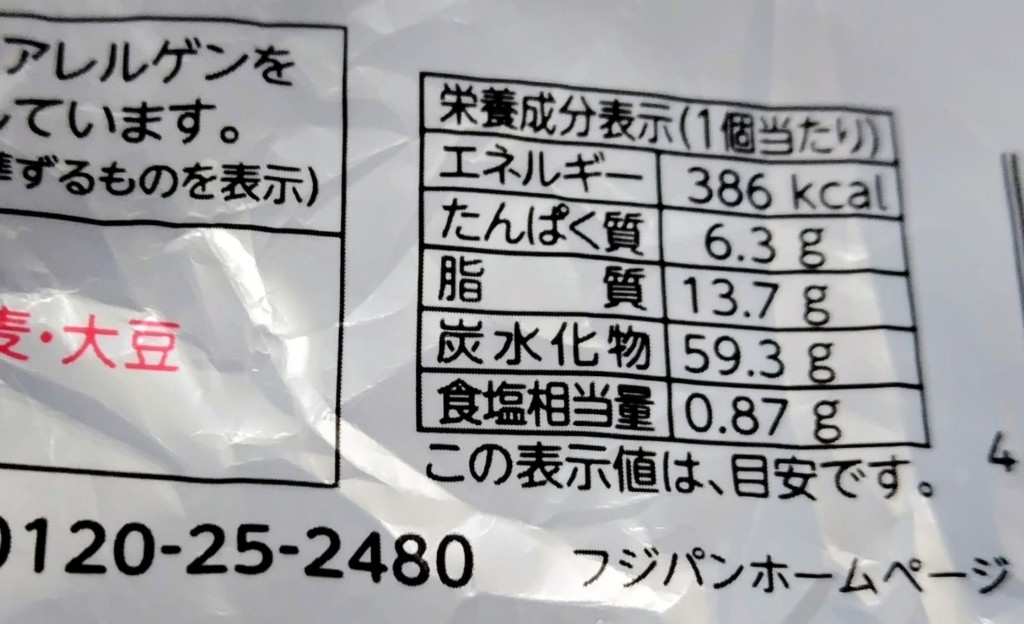 アレルゲンを
しています。
準ずるものを表示)
麦・大豆
栄養成分表示(1個当たり)
エネルギー 386 kcal
たんぱく質 6.3 g
脂質 13.7 g
炭水化物 59.3 g
食塩相当量 0.87 g
この表示値は、目安です。
0120-25-2480
フジパンホームページ
4